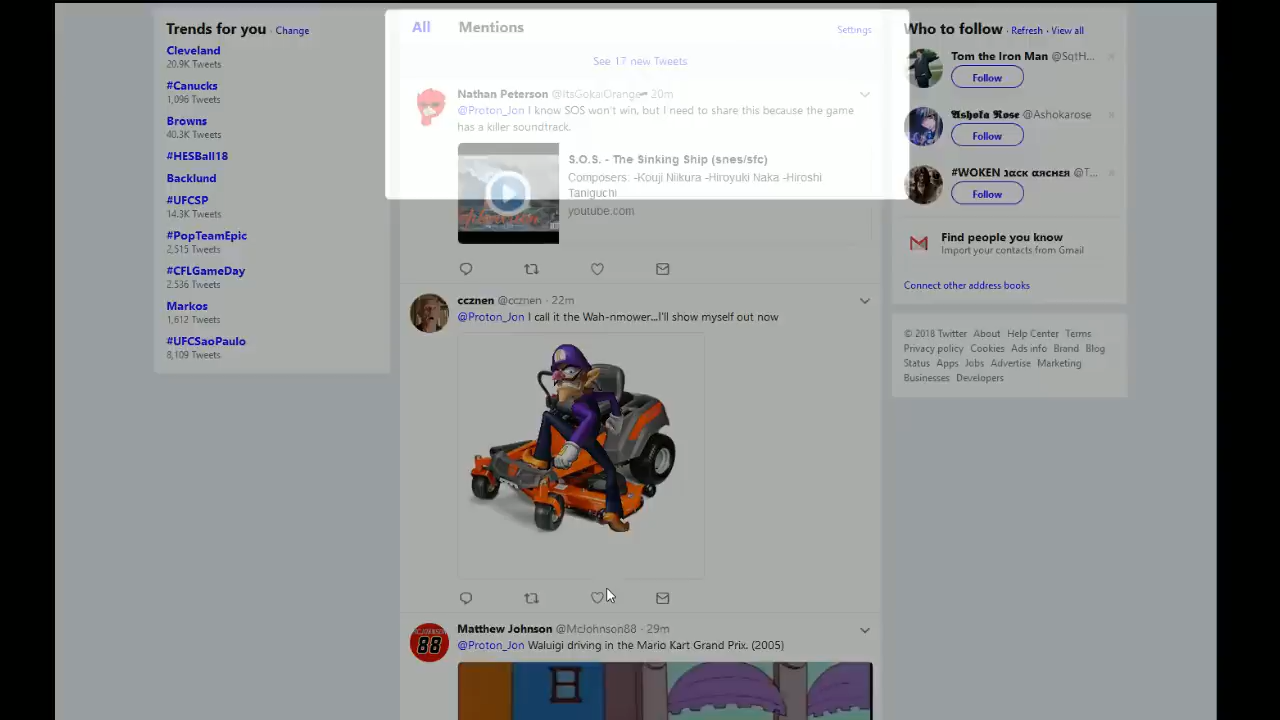 Trends for you · Change
Cleveland
20.9K Tweets
#Canucks
1,096 Tweets
Browns
40.3K Tweets
#HESBall18
Backlund
#UFCSP
14.3K Tweets
#PopTeamEpic
2,515 Tweets
#CFLGameDay
2,536 Tweets
Markos
1,612 Tweets
#UFCSaoPaulo
8,109 Tweets
All Mentions Settings
See 17 new Tweets
Nathan Peterson @ItsGokaiOrange · 20m
@Proton_Jon I know SOS won't win, but I need to share this because the game
has a killer soundtrack.
S.O.S. - The Sinking Ship (snes/sfc)
Composers: -Kouji Niikura -Hiroyuki Naka -Hiroshi
Taniguchi
youtube.com
ccznen @ccznen · 22m
@Proton_Jon I call it the Wah-nmower...I'll show myself out now
Matthew Johnson @McJohnson88 · 29m
@Proton_Jon Waluigi driving in the Mario Kart Grand Prix. (2005)
88
Who to follow · Refresh · View all
Tom the Iron Man @SgtH...
Follow
𝕬𝖘𝖍𝖔𝖐𝖆 𝕽𝖔𝖘𝖊 @Ashokarose
Follow
#WOKEN @T...
Follow
Find people you know
Import your contacts from Gmail
Connect other address books
© 2018 Twitter About Help Center Terms
Privacy policy Cookies Ads info Brand Blog
Status Apps Jobs Advertise Marketing
Businesses Developers